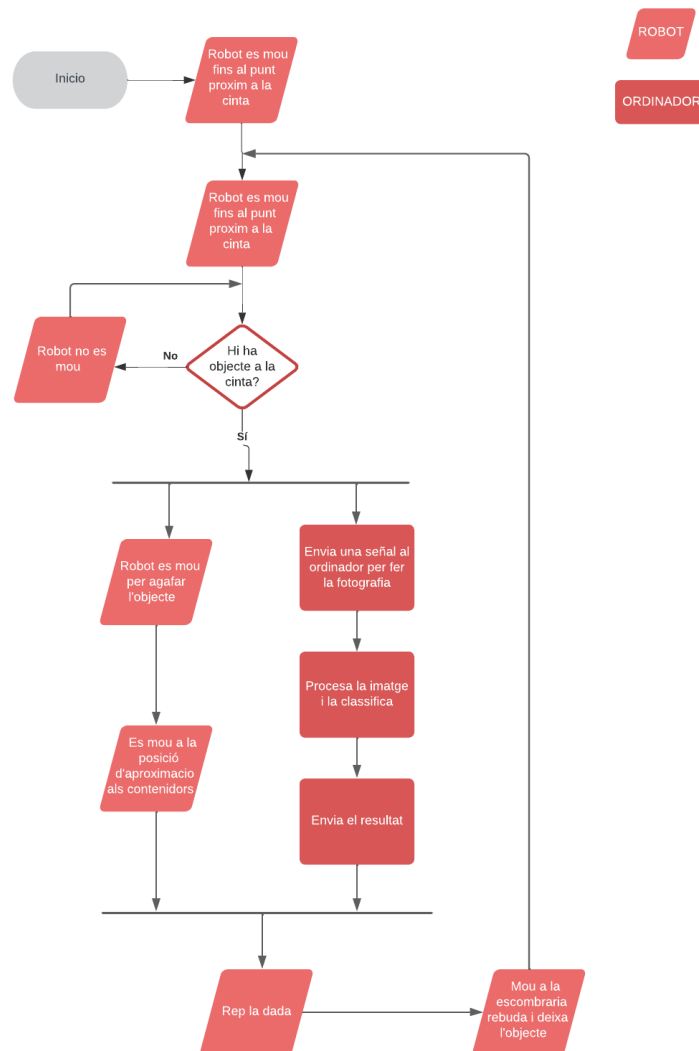 ROBOT
ORDINADOR
Inicio
Robot es mou
fins al punt
proxim a la
cinta
Robot es mou
fins al punt
proxim a la
cinta
Robot no es
mou
No
Hi ha
objecte a la
cinta?
Sí
Robot es mou
per agafar
l'objecte
Envia una señal al
ordinador per fer
la fotografia
Procesa la imatge
i la classifica
Es mou a la
posició
d'aproximacio
als contenidors
Envia el resultat
Rep la dada
Mou a la
escombraria
rebuda i deixa
l'objecte